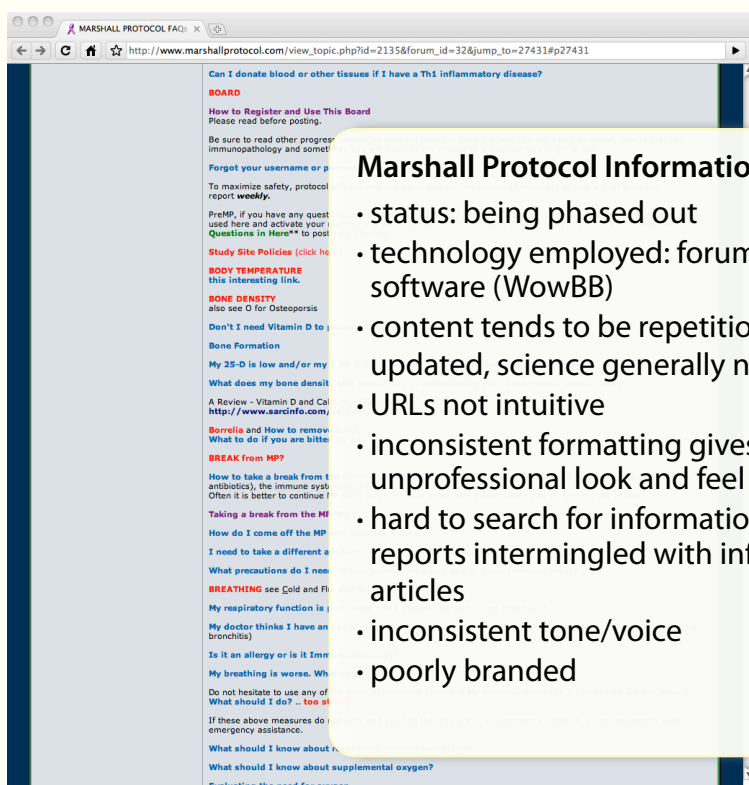 MARSHALL PROTOCOL FAQs
http://www.marshallprotocol.com/view_topic.php?id=2135&forum_id=32&jump_to=27431#p27431
Can I donate blood or other tissues if I have a Th1 inflammatory disease?
BOARD
How to Register and Use This Board
Please read before posting.
Be sure to read other progres
immunopathology and somet
Forgot your username or p
To maximize safety, protocol
report weekly.
PreMP, if you have any quest
used here and activate your
Questions in Here** to post
Study Site Policies (click he
BODY TEMPERATURE
this interesting link.
BONE DENSITY
also see O for Osteoporsis
Don't I need Vitamin D to
Bone Formation
My 25-D is low and/or my
What does my bone densit
A Review - Vitamin D and Cal
http://www.sarcinfo.com/
Borrelia and How to remov
What to do if you are bitte
BREAK from MP?
How to take a break from t
antibiotics), the immune syst
Often it is better to continue
Taking a break from the MP
How do I come off the MP
I need to take a different a
What precautions do I nee
BREATHING see Cold and Fl
My respiratory function is
My doctor thinks I have an
bronchitis)
Is it an allergy or is it Imm
My breathing is worse. Wh
Do not hesitate to use any of
What should I do? .. too st
If these above measures do
emergency assistance.
What should I know about r
What should I know about supplemental oxygen?
Evaluating the need for oxygen
Marshall Protocol Informatio
• status: being phased out
• technology employed: forum
software (WowBB)
• content tends to be repetitio
updated, science generally n
• URLs not intuitive
• inconsistent formatting gives
unprofessional look and feel
• hard to search for informatio
reports intermingled with inf
articles
• inconsistent tone/voice
• poorly branded